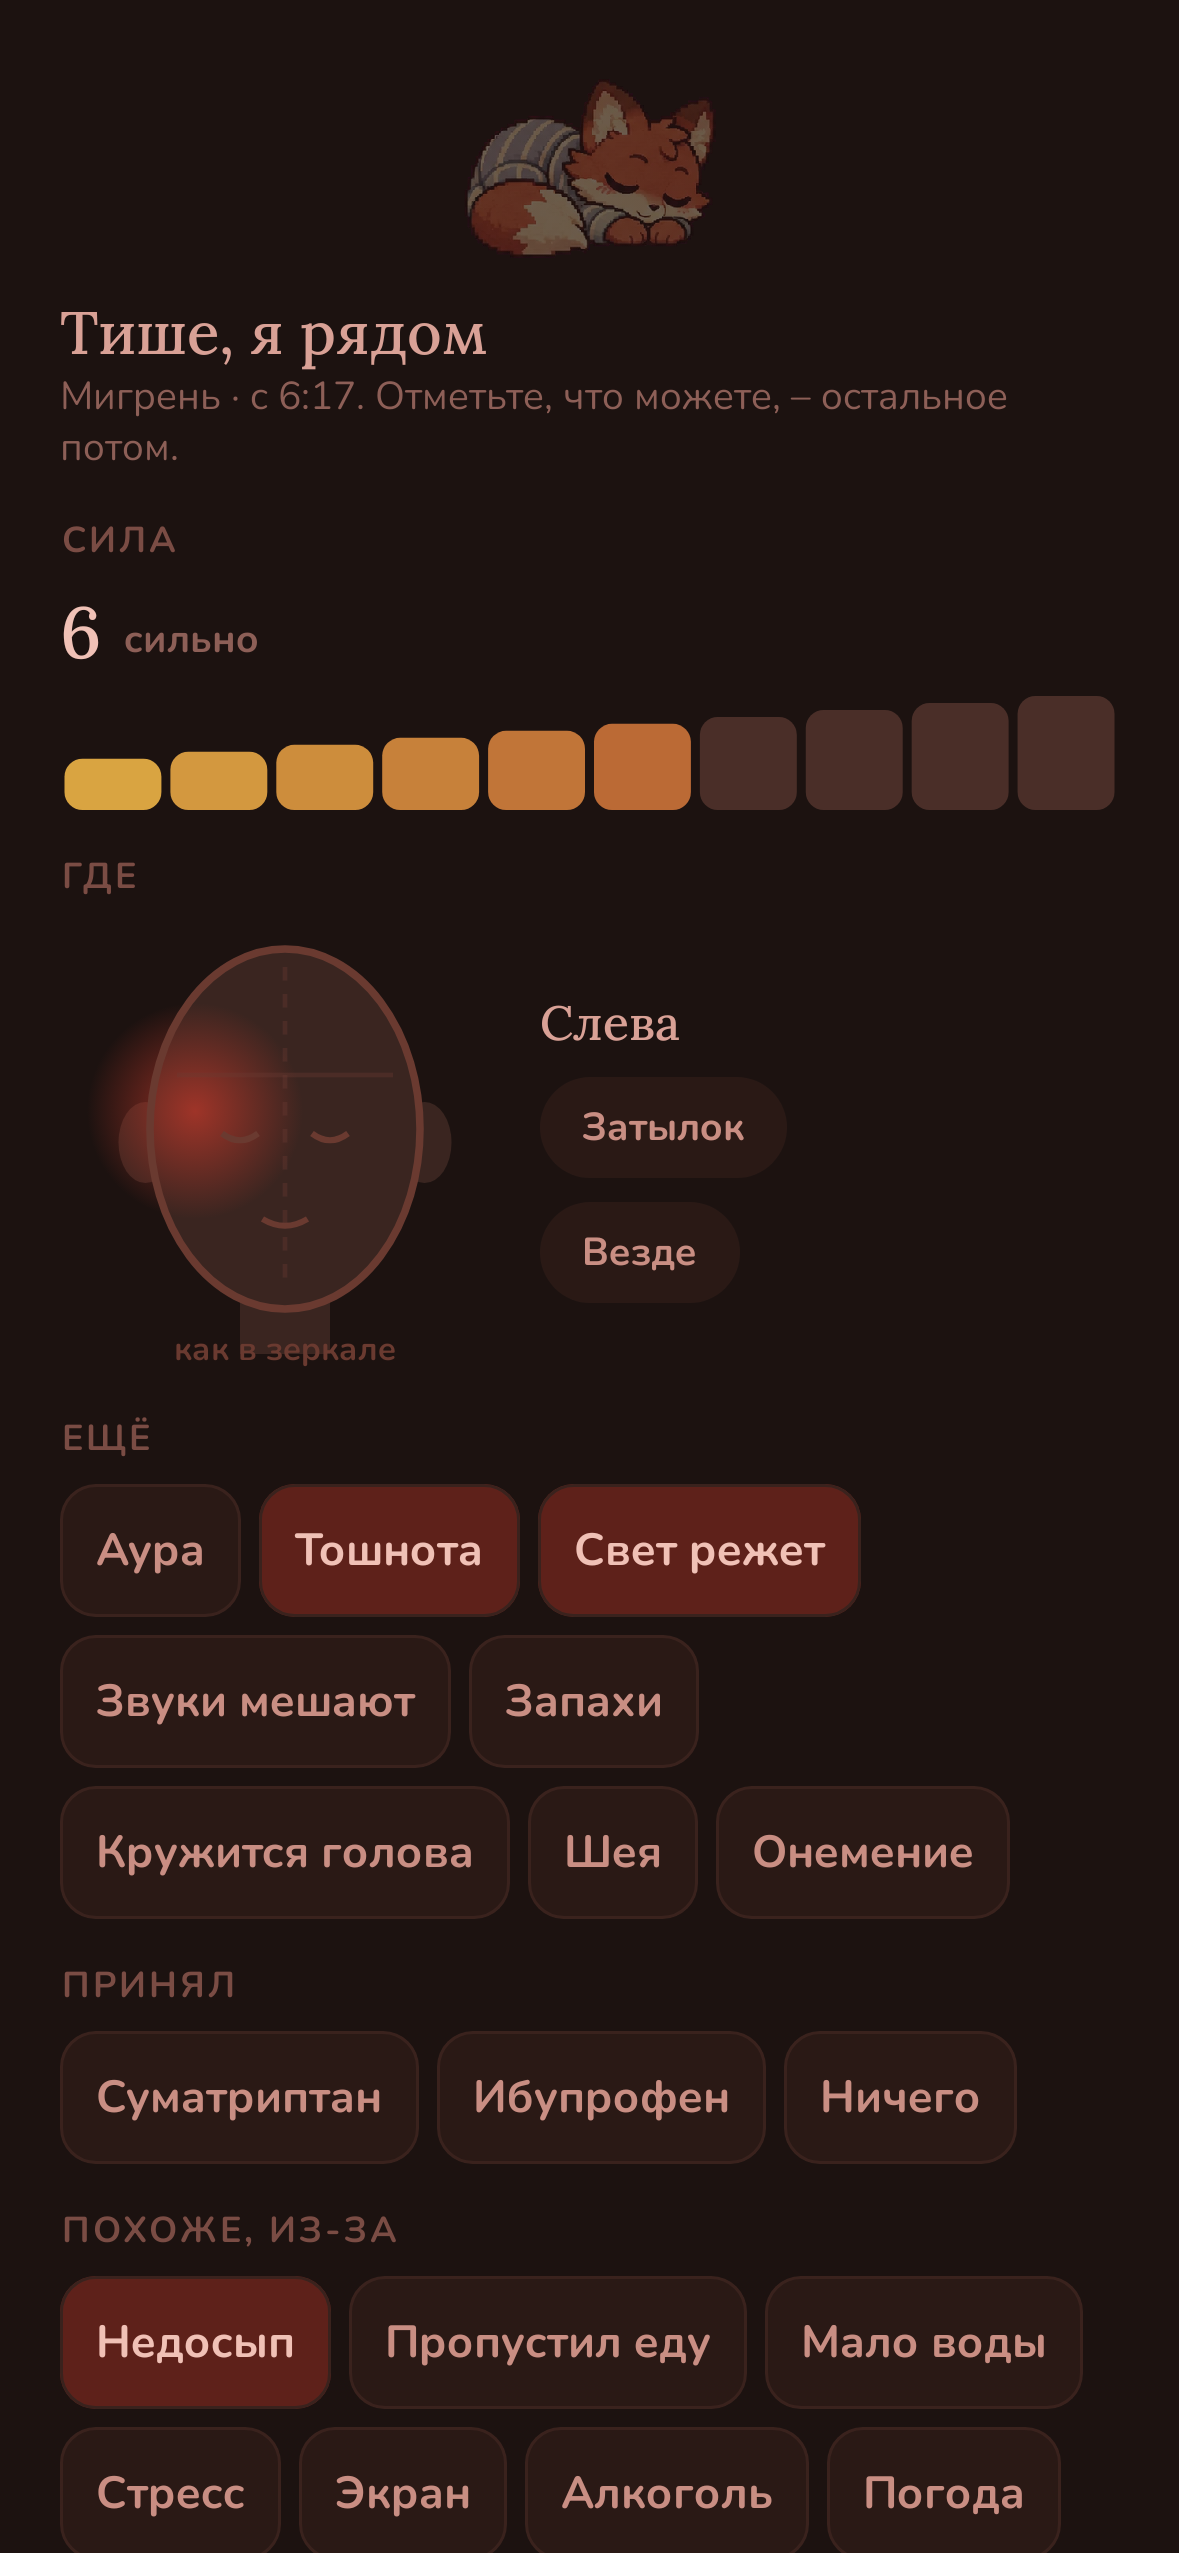 Тише, я рядом
Мигрень · с 6:17. Отметьте, что можете, – остальное
потом.
СИЛА
6 сильно
ГДЕ
Слева
Затылок
Везде
как в зеркале
ЕЩЁ
Аура Тошнота Свет режет
Звуки мешают Запахи
Кружится голова Шея Онемение
ПРИНЯЛ
Суматриптан Ибупрофен Ничего
ПОХОЖЕ, ИЗ-ЗА
Недосып Пропустил еду Мало воды
Стресс Экран Алкоголь Погода